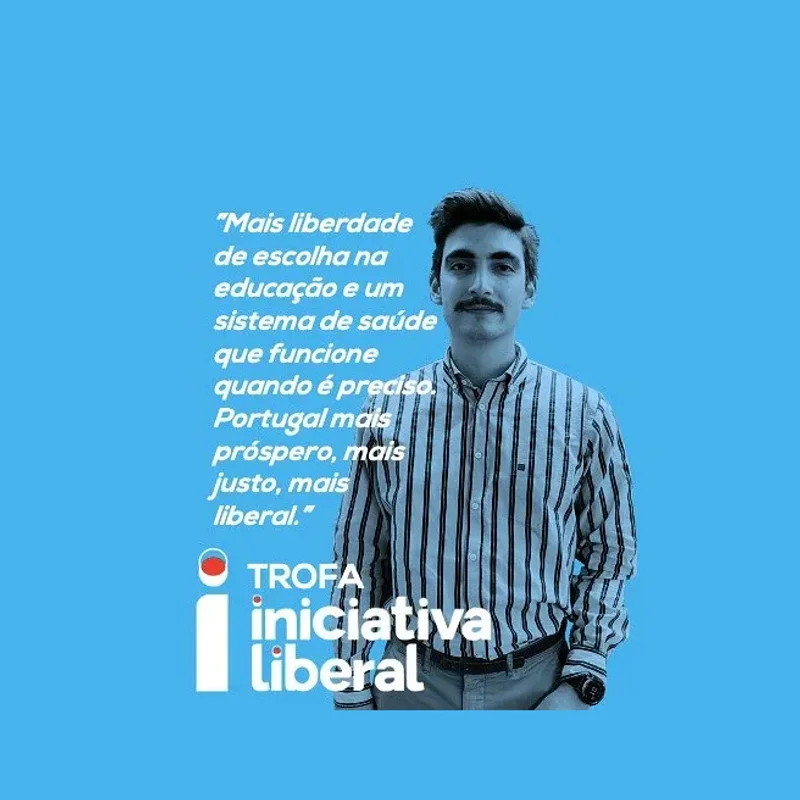 "Mais liberdade
de escolha na
educação e um
sistema de saúde
que funcione
quando é preciso.
Portugal mais
próspero, mais
justo, mais
liberal."
TROFA
iniciativa
liberal